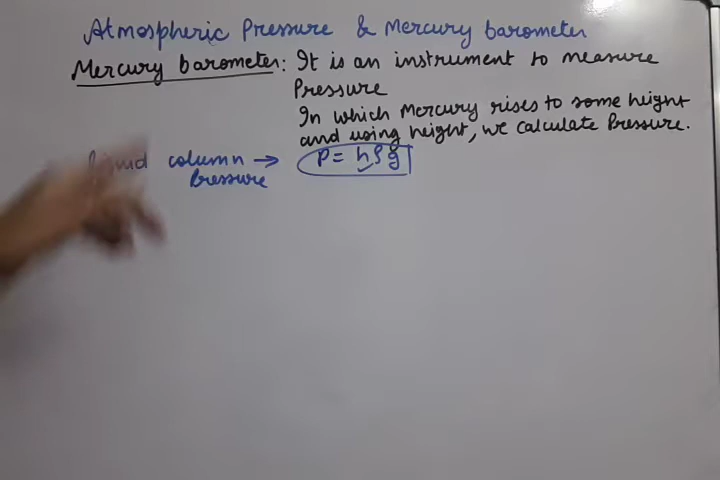 Atmospheric Pressure & Mercury barometer
Mercury barometer: It is an instrument to measure
Pressure
In which Mercury rises to some height
and using height, we calculate Pressure.
liquid column → P = hρg
Pressure